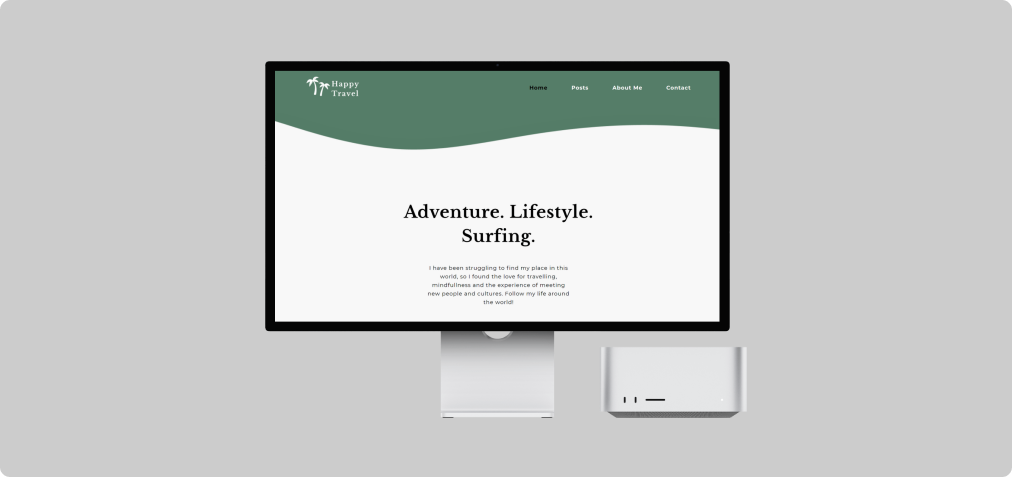 Happy
Travel
Home Posts About Me Contact
Adventure. Lifestyle.
Surfing.
I have been struggling to find my place in this
world, so I found the love for travelling,
mindfullness and the experience of meeting
new people and cultures. Follow my life around
the world!